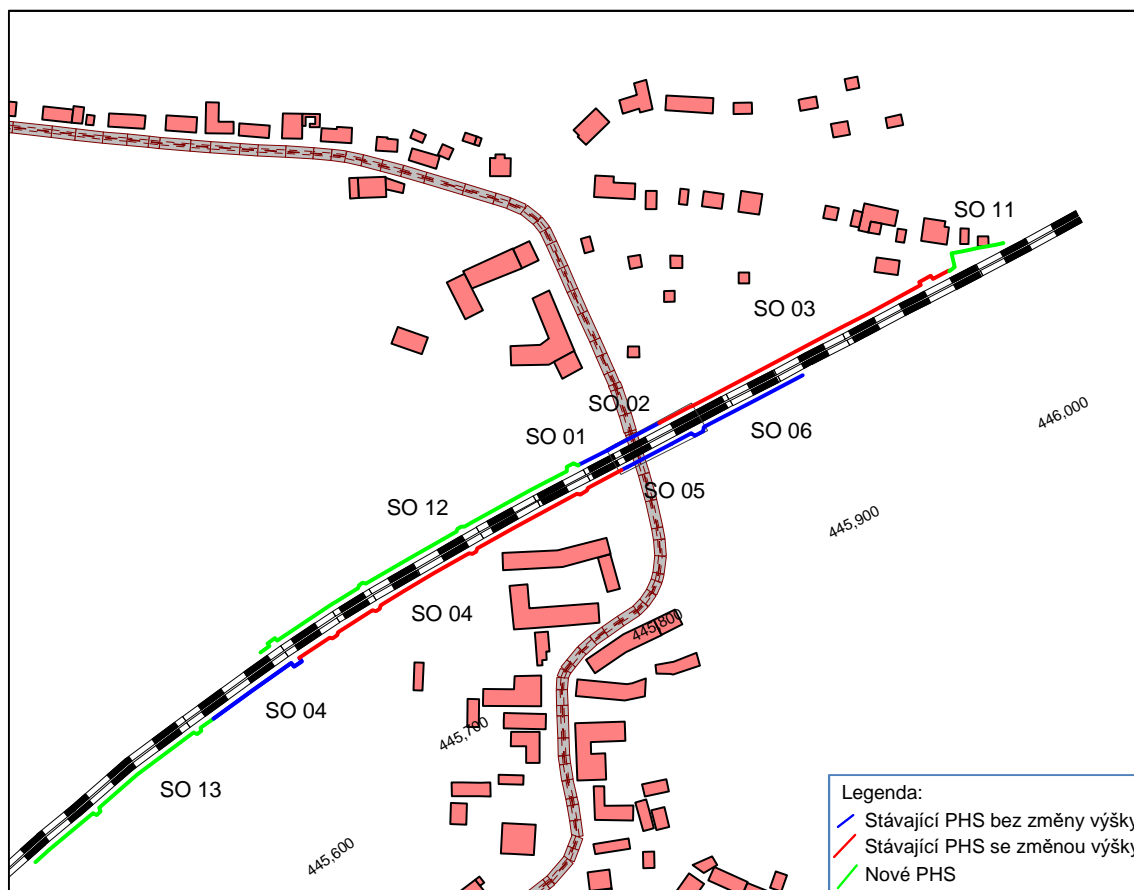 SO 11
SO 03
SO 02
SO 01
SO 06
446,000
SO 05
SO 12
445,900
SO 04
445,800
SO 04
445,700
SO 13
445,600
Legenda:
Stávající PHS bez změny výšky
Stávající PHS se změnou výšky
Nové PHS